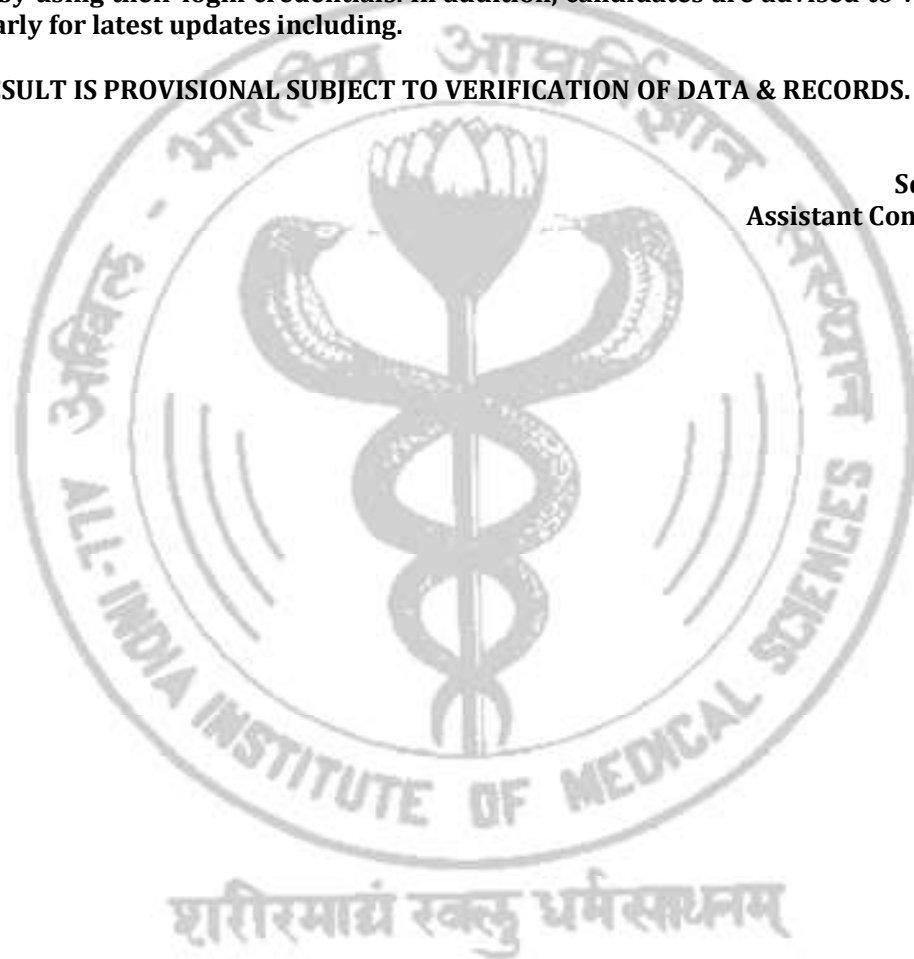 by using their login credentials. In addition, candidates are advised to
arly for latest updates including.
ESULT IS PROVISIONAL SUBJECT TO VERIFICATION OF DATA & RECORDS.
Assistant Con
अखिल - भारतीय आयुर्विज्ञान संस्थान
ALL-INDIA INSTITUTE OF MEDICAL SCIENCES
शरीरमाद्यं खलु धर्मसाधनम्